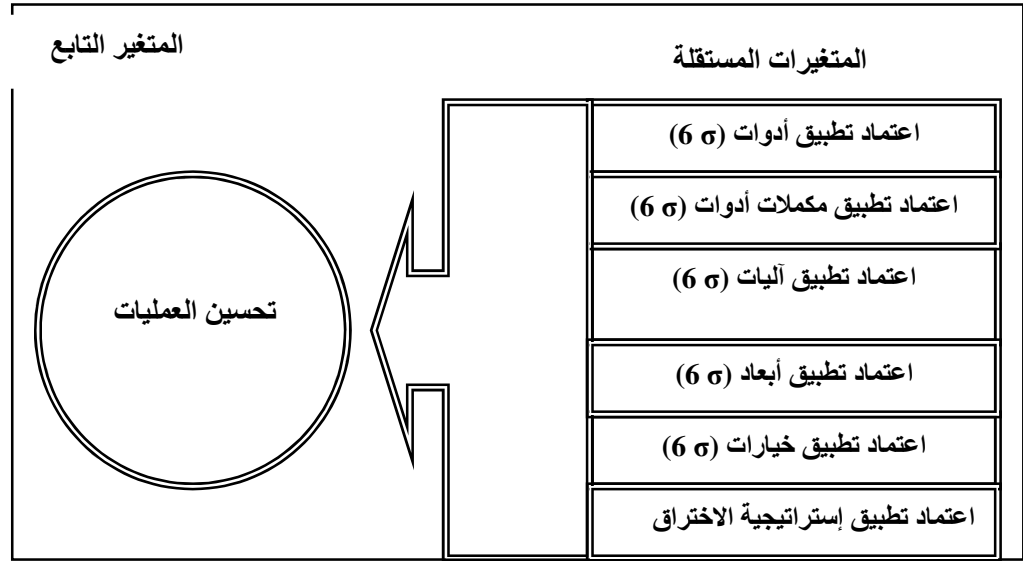 المتغيرات المستقلة
المتغير التابع
اعتماد تطبيق أدوات (6 σ)
اعتماد تطبيق مكملات أدوات (6 σ)
اعتماد تطبيق آليات (6 σ)
اعتماد تطبيق أبعاد (6 σ)
اعتماد تطبيق خيارات (6 σ)
اعتماد تطبيق إستراتيجية الاختراق
تحسين العمليات